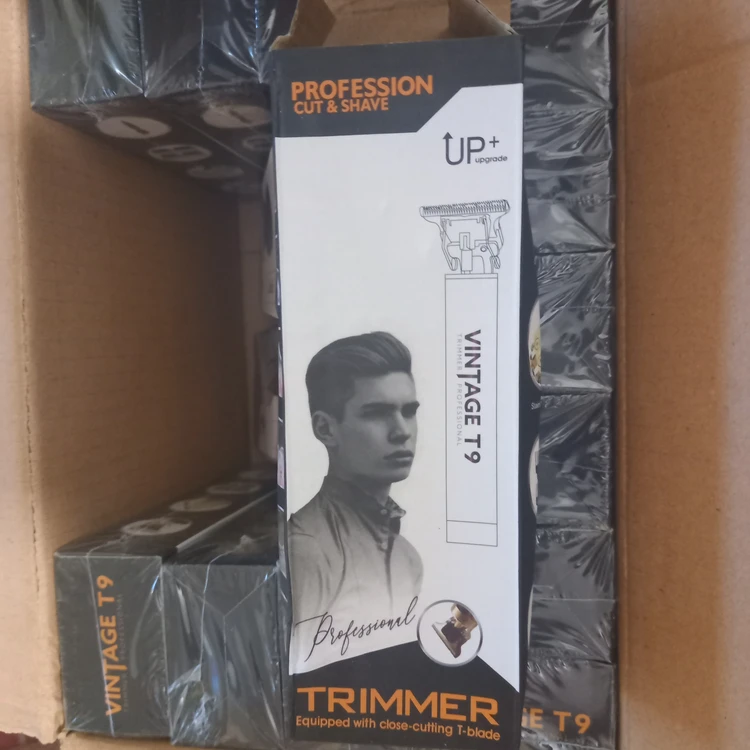 PROFESSION
CUT & SHAVE
UP+
upgrade
VINTAGE T9
TRIMMER PROFESSIONAL
Professional
TRIMMER
Equipped with close-cutting T-blade
VINTAGE T9
E T9